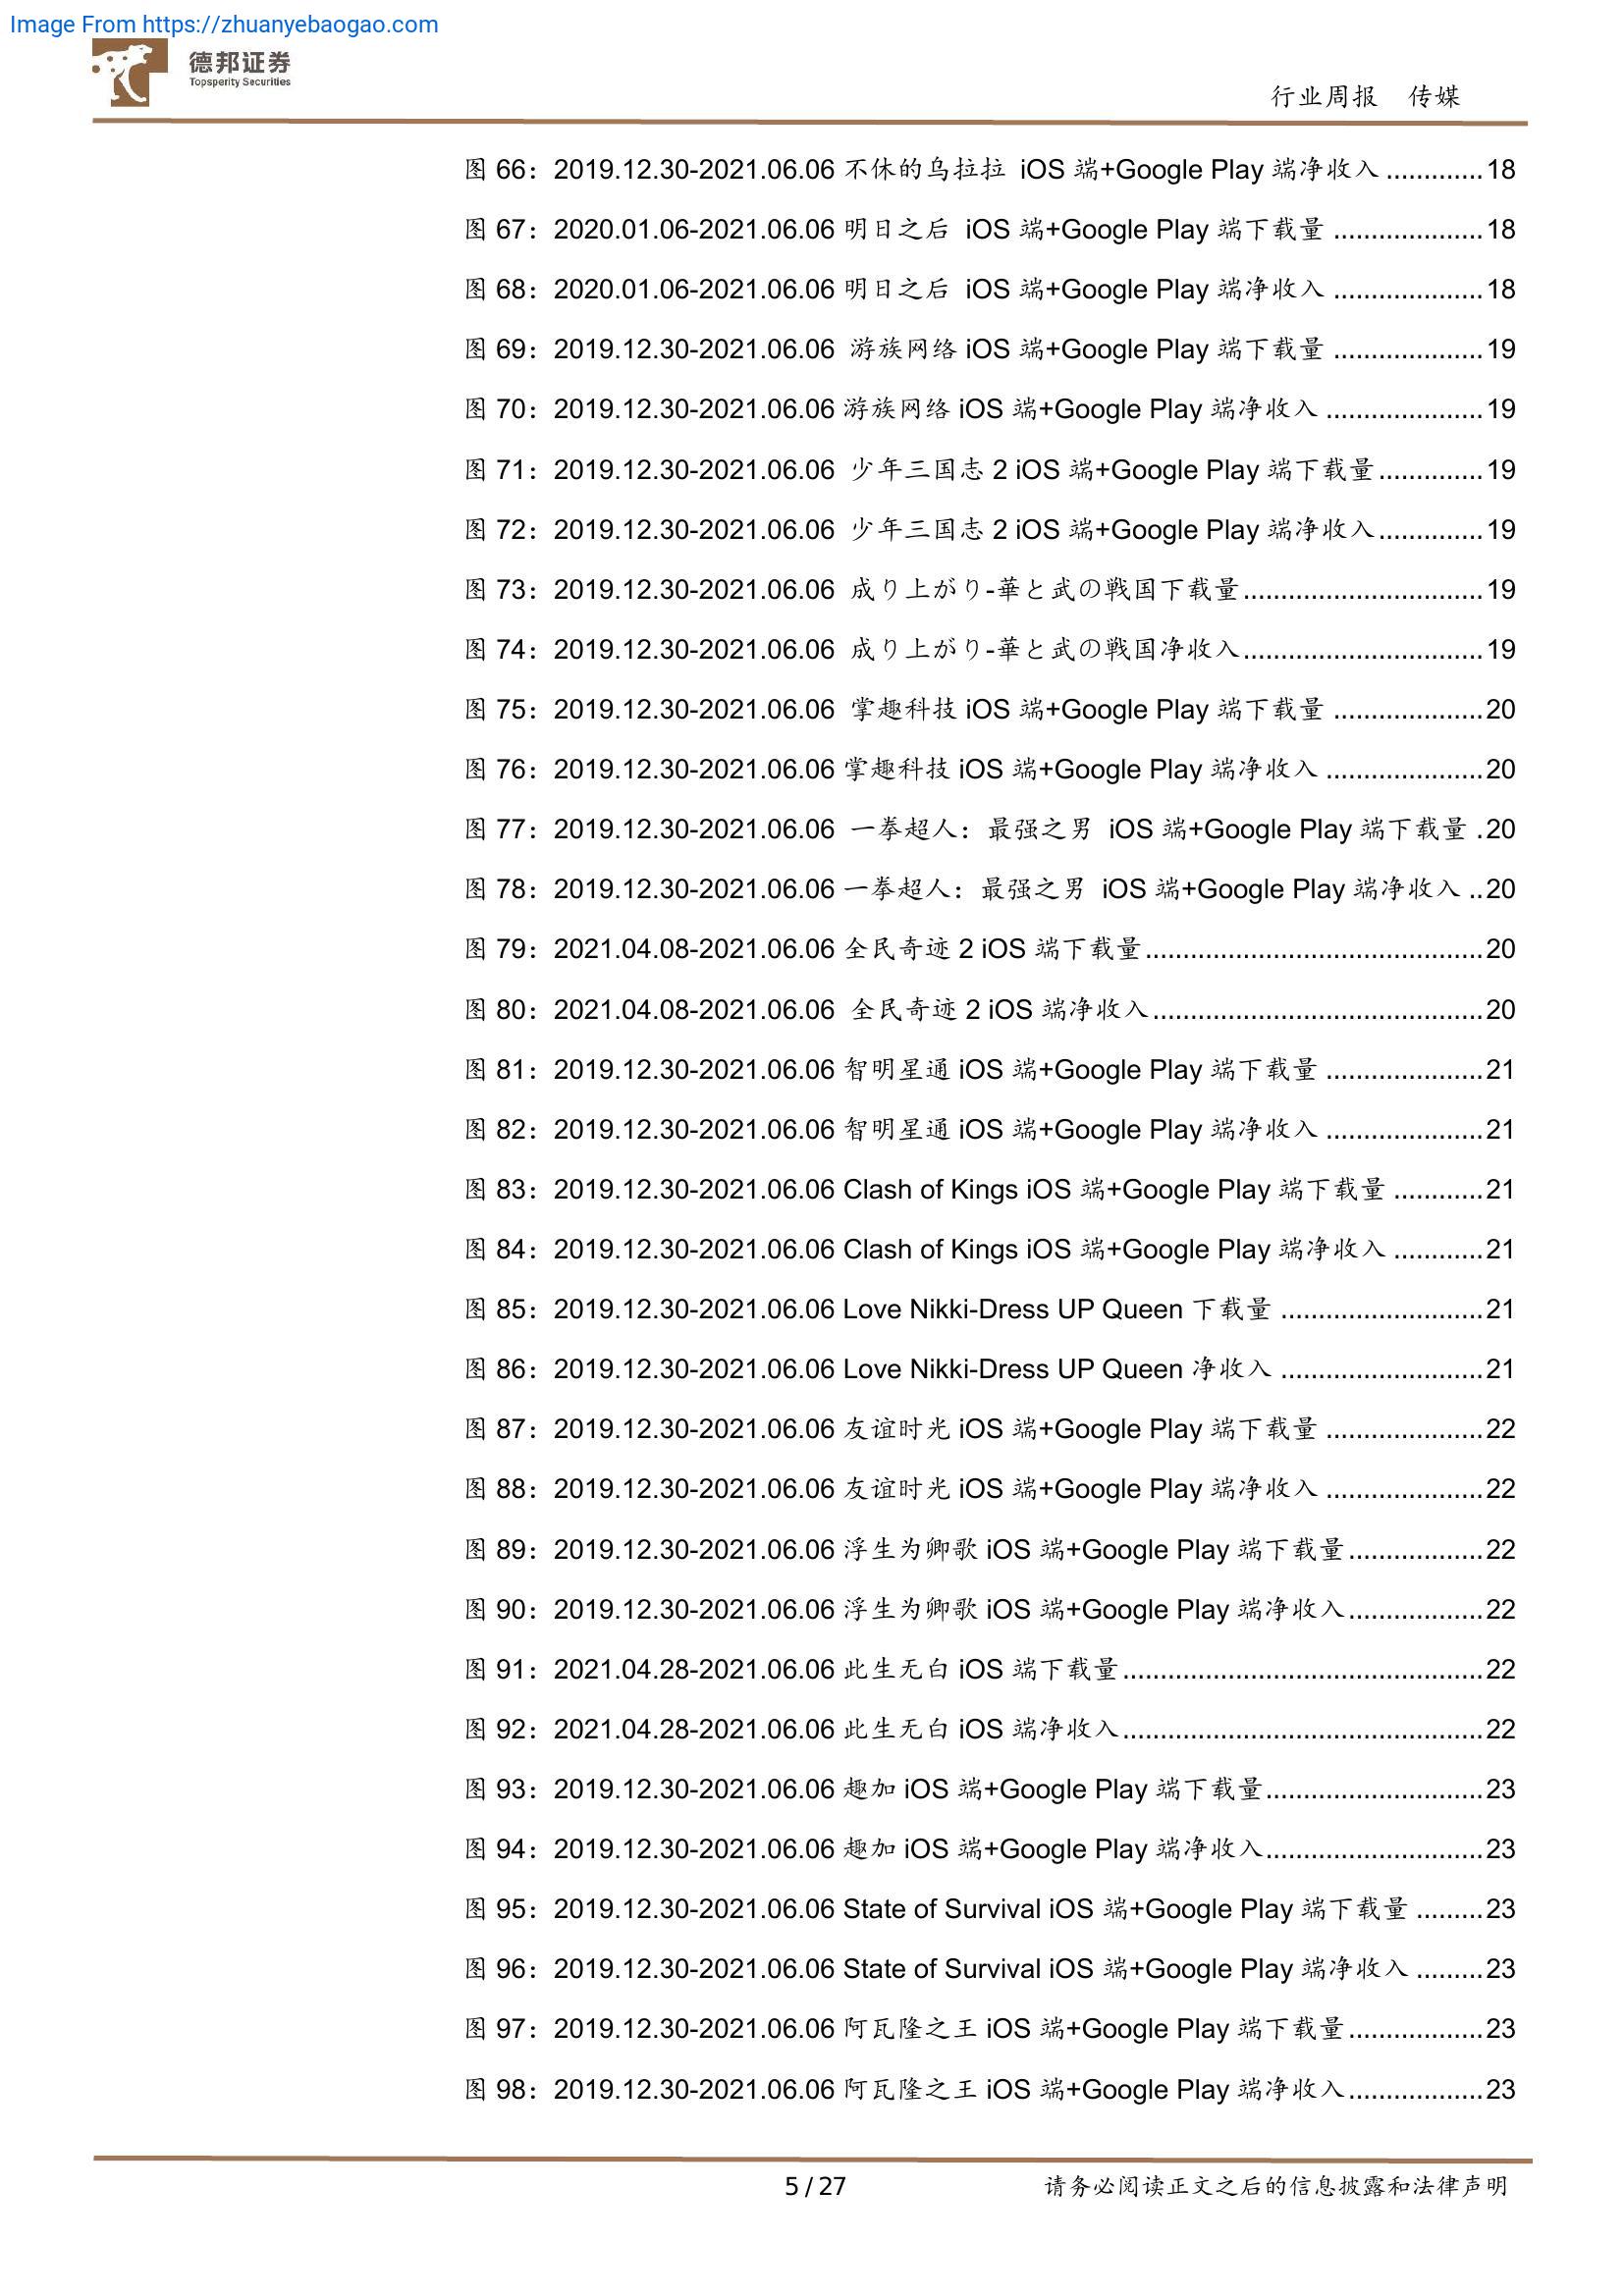 Image From https://zhuanyebaogao.com
德邦证券
Topsperity Securities
行业周报 传媒
图 66：2019.12.30-2021.06.06 不休的乌拉拉 iOS 端+Google Play 端净收入 .............18
图 67：2020.01.06-2021.06.06 明日之后 iOS 端+Google Play 端下载量 ....................18
图 68：2020.01.06-2021.06.06 明日之后 iOS 端+Google Play 端净收入 ....................18
图 69：2019.12.30-2021.06.06 游族网络 iOS 端+Google Play 端下载量 ....................19
图 70：2019.12.30-2021.06.06 游族网络 iOS 端+Google Play 端净收入 .....................19
图 71：2019.12.30-2021.06.06 少年三国志 2 iOS 端+Google Play 端下载量..............19
图 72：2019.12.30-2021.06.06 少年三国志 2 iOS 端+Google Play 端净收入..............19
图 73：2019.12.30-2021.06.06 成り上がり-華と武の戦国下载量................................19
图 74：2019.12.30-2021.06.06 成り上がり-華と武の戦国净收入................................19
图 75：2019.12.30-2021.06.06 掌趣科技 iOS 端+Google Play 端下载量 ....................20
图 76：2019.12.30-2021.06.06 掌趣科技 iOS 端+Google Play 端净收入 .....................20
图 77：2019.12.30-2021.06.06 一拳超人：最强之男 iOS 端+Google Play 端下载量 .20
图 78：2019.12.30-2021.06.06 一拳超人：最强之男 iOS 端+Google Play 端净收入 ..20
图 79：2021.04.08-2021.06.06 全民奇迹 2 iOS 端下载量.............................................20
图 80：2021.04.08-2021.06.06 全民奇迹 2 iOS 端净收入............................................20
图 81：2019.12.30-2021.06.06 智明星通 iOS 端+Google Play 端下载量 .....................21
图 82：2019.12.30-2021.06.06 智明星通 iOS 端+Google Play 端净收入 .....................21
图 83：2019.12.30-2021.06.06 Clash of Kings iOS 端+Google Play 端下载量 ............21
图 84：2019.12.30-2021.06.06 Clash of Kings iOS 端+Google Play 端净收入 ............21
图 85：2019.12.30-2021.06.06 Love Nikki-Dress UP Queen 下载量 ...........................21
图 86：2019.12.30-2021.06.06 Love Nikki-Dress UP Queen 净收入 ...........................21
图 87：2019.12.30-2021.06.06 友谊时光 iOS 端+Google Play 端下载量 .....................22
图 88：2019.12.30-2021.06.06 友谊时光 iOS 端+Google Play 端净收入 .....................22
图 89：2019.12.30-2021.06.06 浮生为卿歌 iOS 端+Google Play 端下载量..................22
图 90：2019.12.30-2021.06.06 浮生为卿歌 iOS 端+Google Play 端净收入..................22
图 91：2021.04.28-2021.06.06 此生无白 iOS 端下载量................................................22
图 92：2021.04.28-2021.06.06 此生无白 iOS 端净收入................................................22
图 93：2019.12.30-2021.06.06 趣加 iOS 端+Google Play 端下载量.............................23
图 94：2019.12.30-2021.06.06 趣加 iOS 端+Google Play 端净收入.............................23
图 95：2019.12.30-2021.06.06 State of Survival iOS 端+Google Play 端下载量 .........23
图 96：2019.12.30-2021.06.06 State of Survival iOS 端+Google Play 端净收入 .........23
图 97：2019.12.30-2021.06.06 阿瓦隆之王 iOS 端+Google Play 端下载量..................23
图 98：2019.12.30-2021.06.06 阿瓦隆之王 iOS 端+Google Play 端净收入..................23
5 / 27
请务必阅读正文之后的信息披露和法律声明